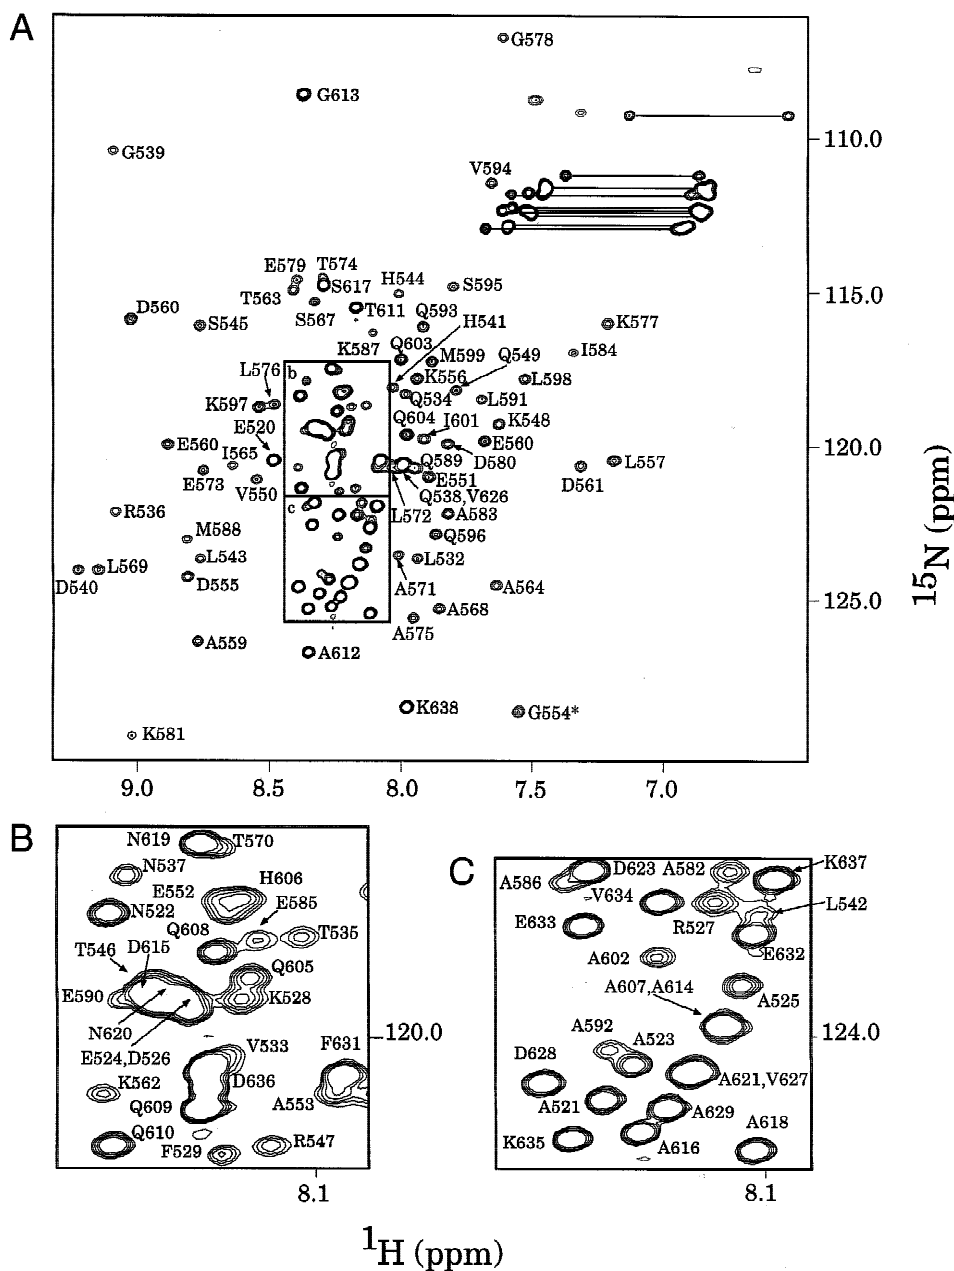 A
G578
G613
110.0
G539
V594
E579 T574
H544
S595
115.0
S617
T563
T611
Q593
H541
D560
S545
S567
K577
K587
Q603
M599
Q549
I584
L576
b
K556
L598
K597
Q534
L591
Q604
I601
K548
E520
E560
I565
Q589
D580
E560
120.0
L557
E573
V550
E551
D561
Q538,V626
c
L572
A583
R536
M588
Q596
L543
L532
L569
A571
A564
D540
D555
A568
125.0
A575
A559
A612
K638
G554*
K581
9.0 8.5 8.0 7.5 7.0
15N (ppm)
B
N619
T570
N537
E552
H606
N522
E585
Q608
T535
T546
D615
Q605
E590
K528
N620
120.0
E524,D526
V533
F631
K562
D636
Q609
A553
Q610
F529
R547
8.1
C
A586
D623
A582
K637
V634
L542
E633
R527
E632
A602
A607,A614
A525
A592
A523
124.0
D628
A621,V627
A521
A629
K635
A616
A618
8.1
1H (ppm)